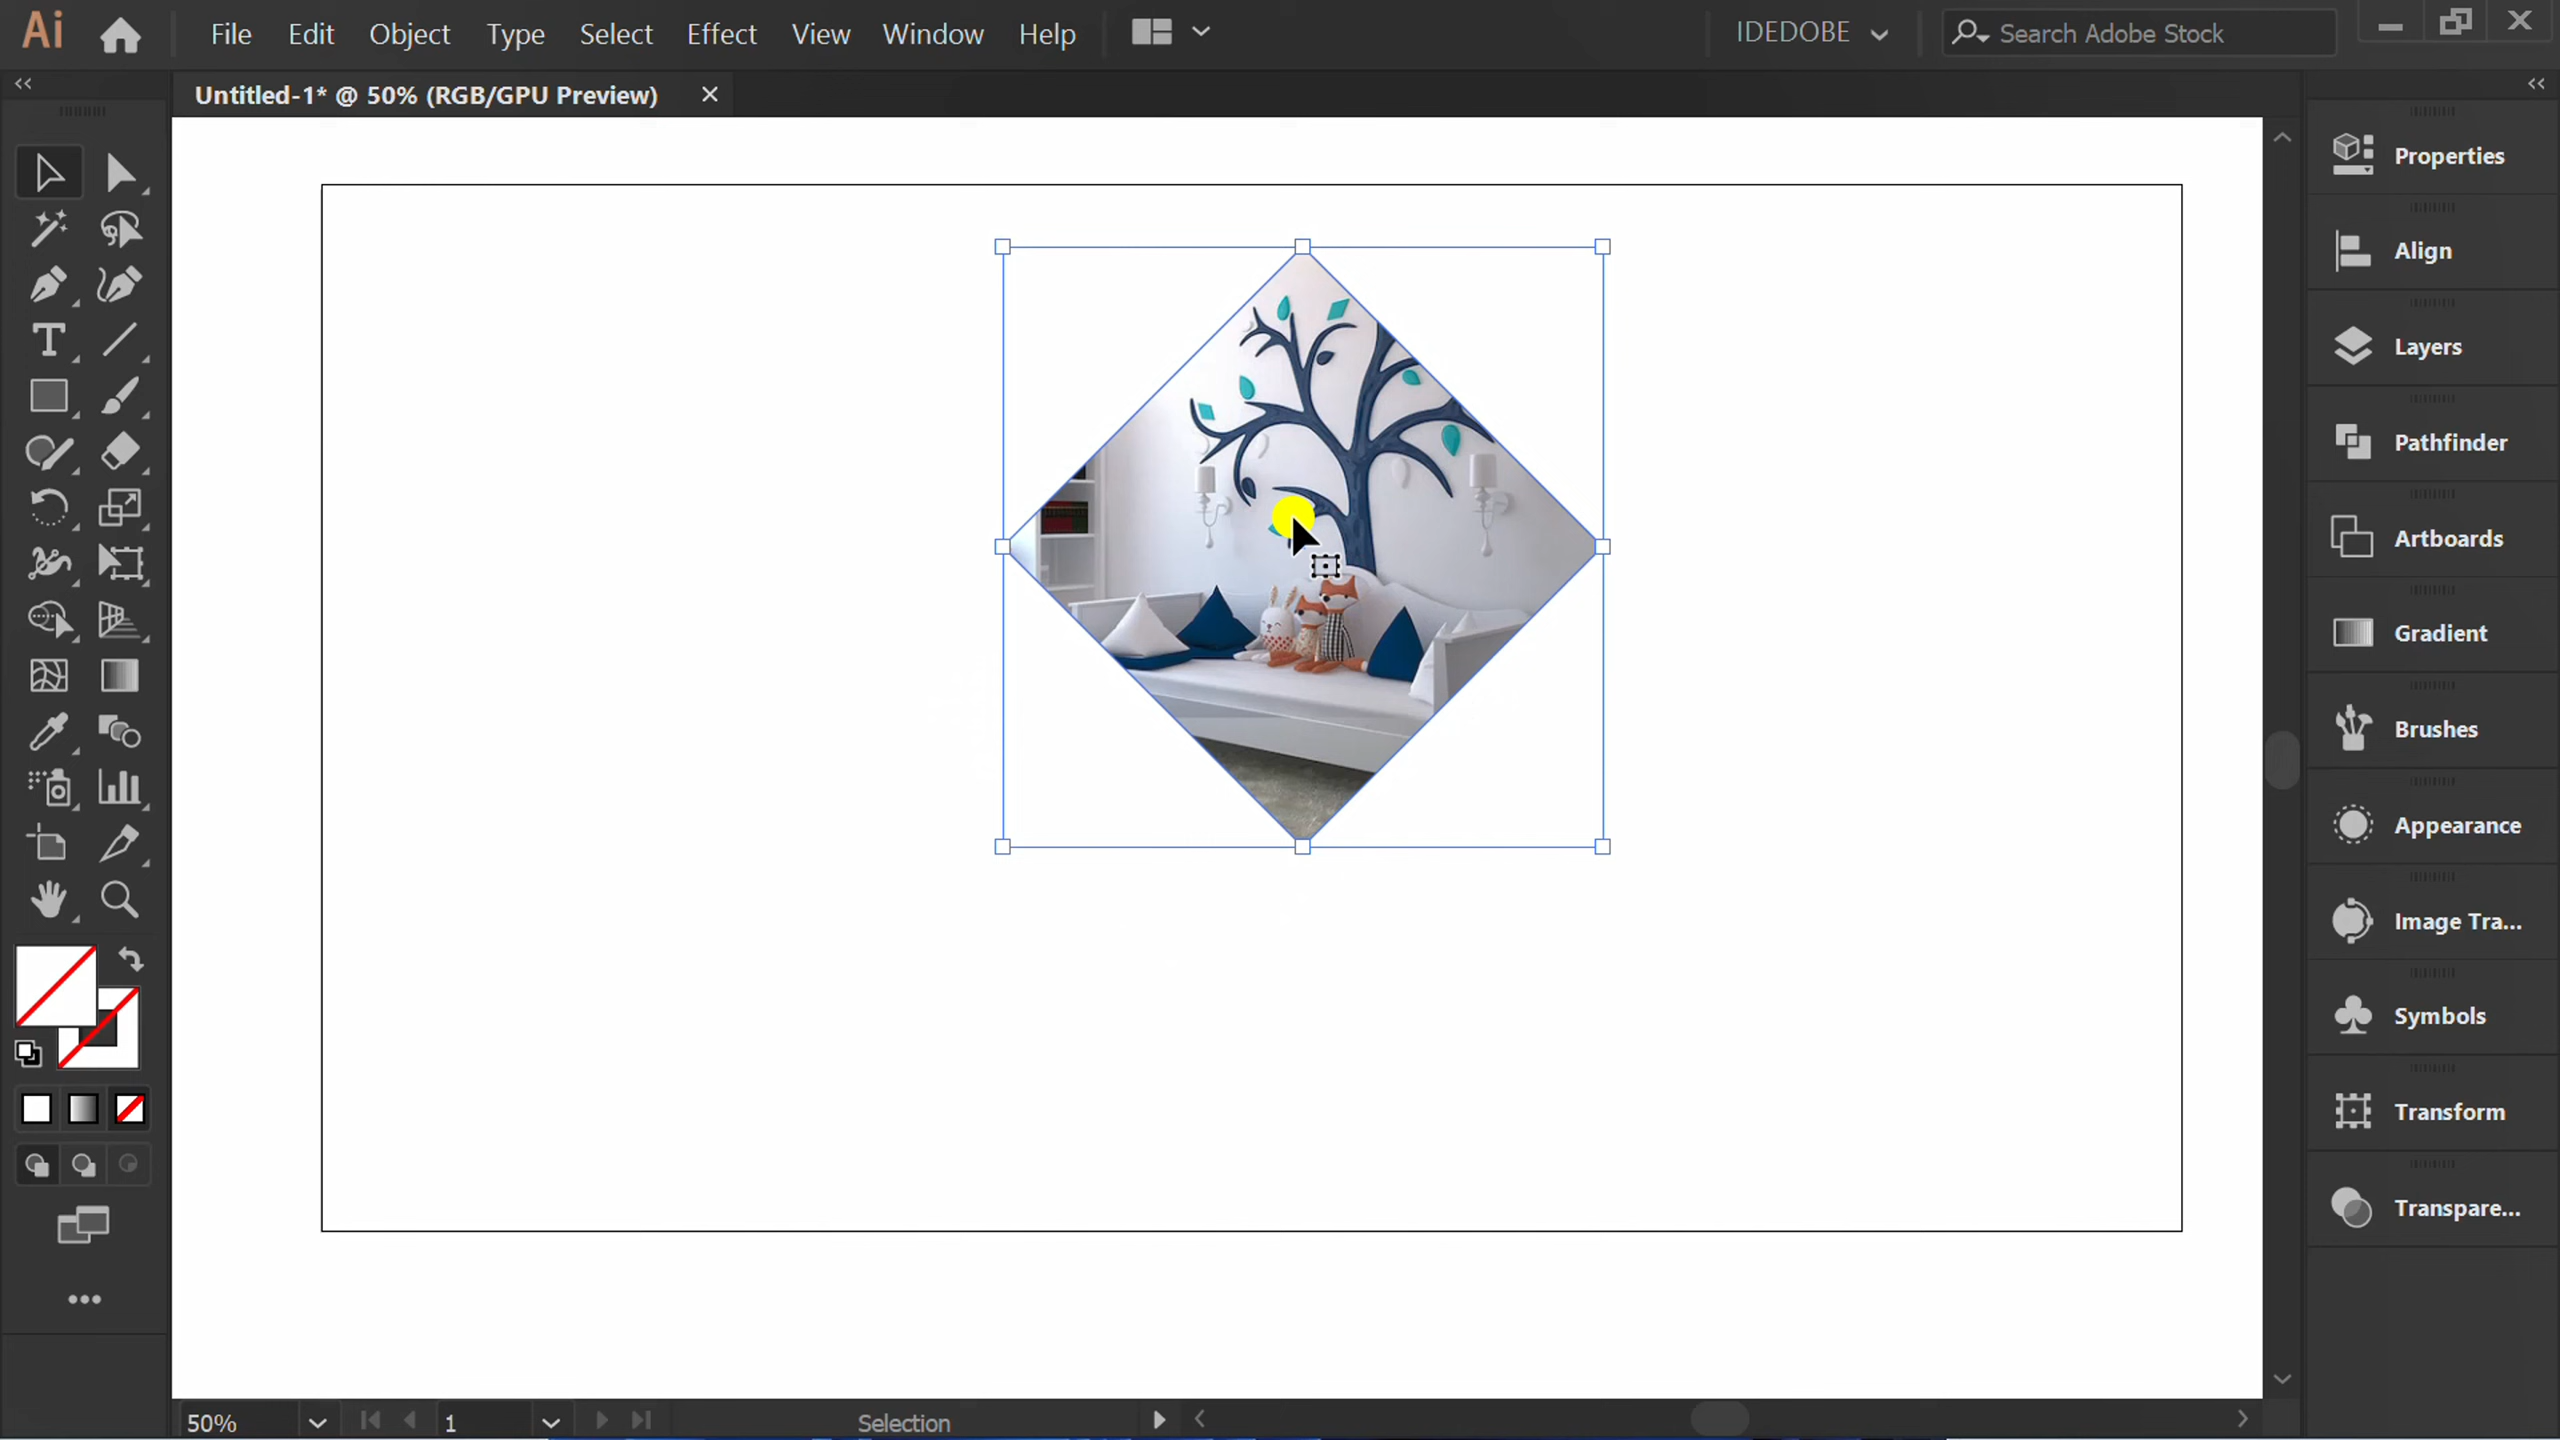 Ai File Edit Object Type Select Effect View Window Help IDEDOBE Search Adobe Stock
Untitled-1* @ 50% (RGB/GPU Preview)
Properties
Align
Layers
Pathfinder
Artboards
Gradient
Brushes
Appearance
Image Tra...
Symbols
Transform
Transpare...
50% 1 Selection